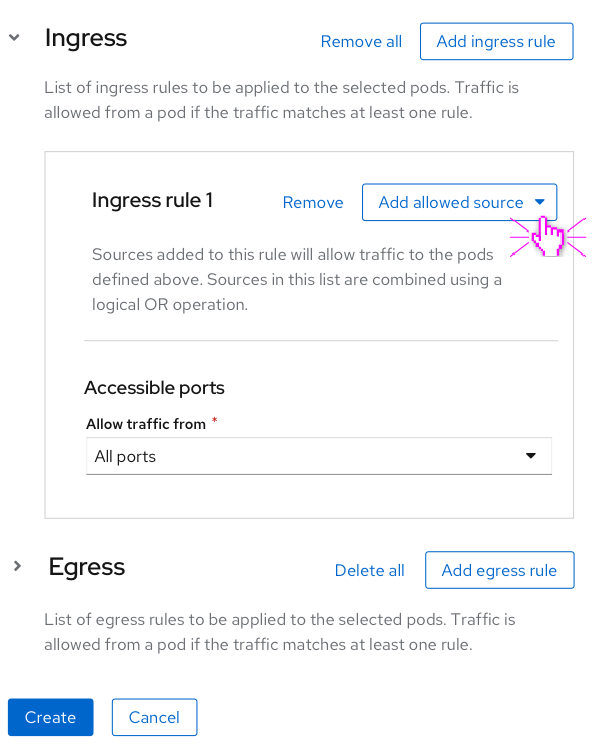 Ingress
Remove all
Add ingress rule
List of ingress rules to be applied to the selected pods. Traffic is
allowed from a pod if the traffic matches at least one rule.
Ingress rule 1
Remove
Add allowed source
Sources added to this rule will allow traffic to the pods
defined above. Sources in this list are combined using a
logical OR operation.
Accessible ports
Allow traffic from *
All ports
Egress
Delete all
Add egress rule
List of egress rules to be applied to the selected pods. Traffic is
allowed from a pod if the traffic matches at least one rule.
Create
Cancel